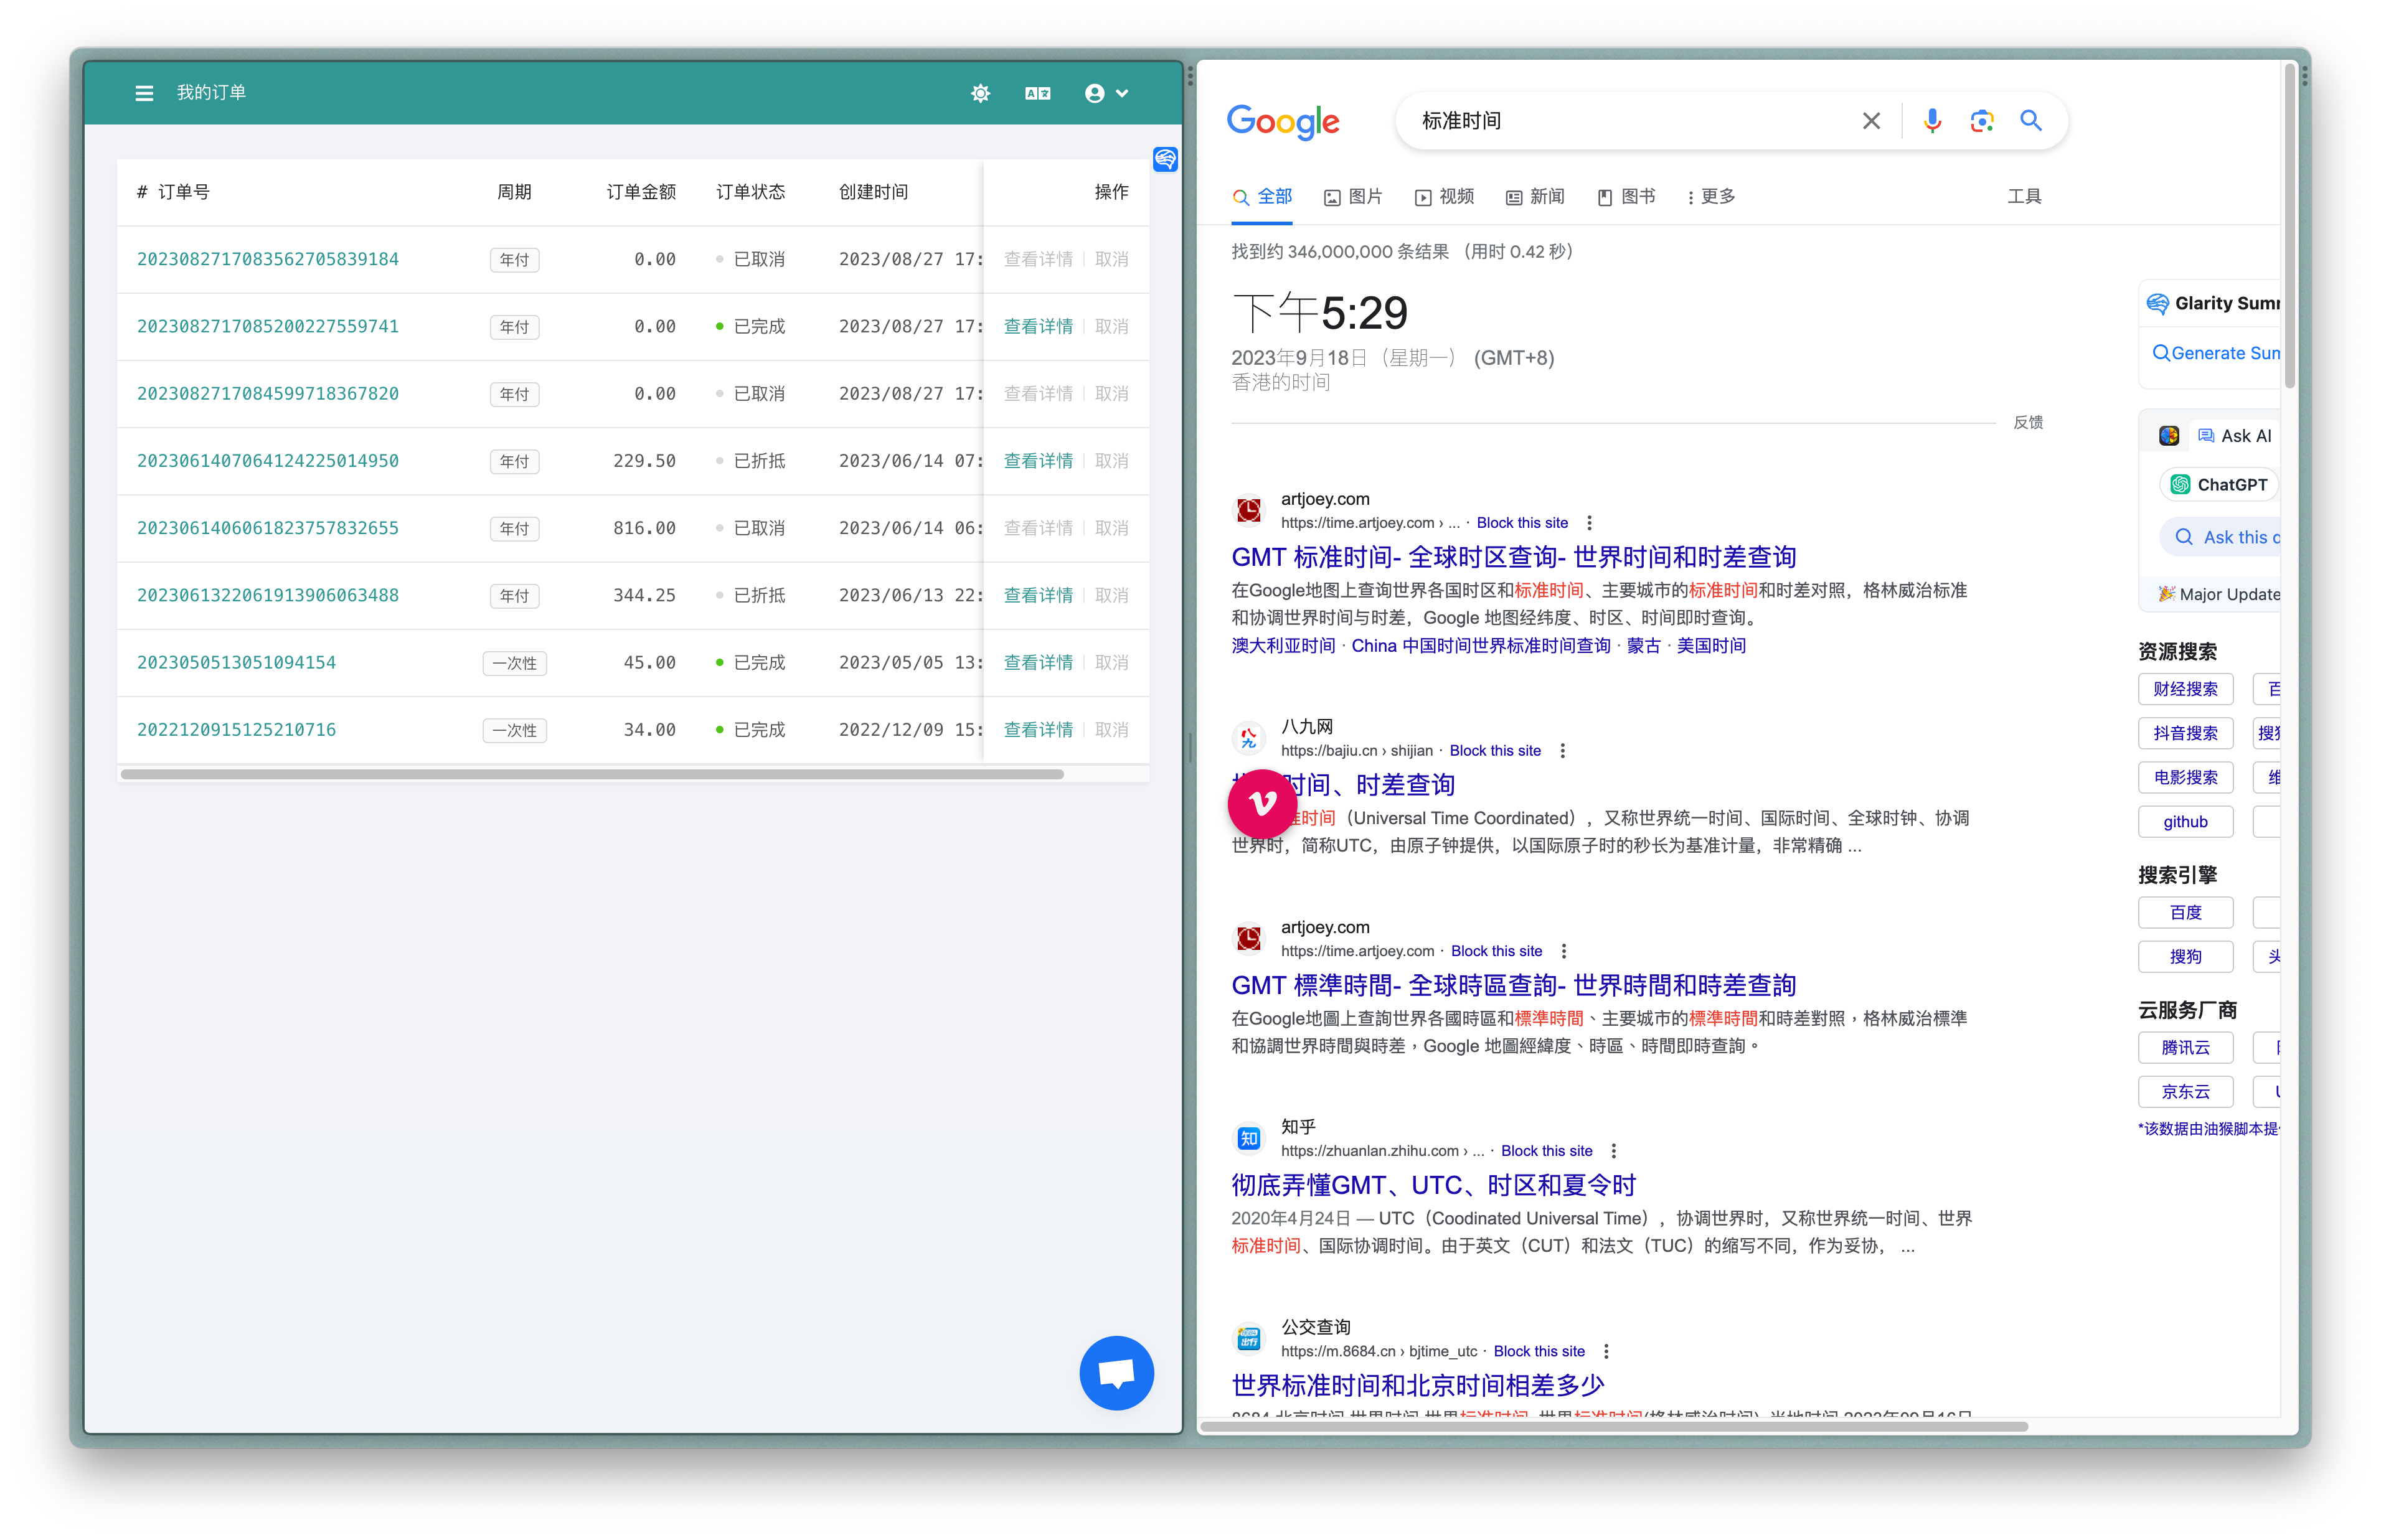 我的订单
# 订单号 周期 订单金额 订单状态 创建时间 操作
2023082717083562705839184 年付 0.00 已取消 2023/08/27 17: 查看详情 取消
2023082717085200227559741 年付 0.00 已完成 2023/08/27 17: 查看详情 取消
2023082717084599718367820 年付 0.00 已取消 2023/08/27 17: 查看详情 取消
2023061407064124225014950 年付 229.50 已折抵 2023/06/14 07: 查看详情 取消
2023061406061823757832655 年付 816.00 已取消 2023/06/14 06: 查看详情 取消
2023061322061913906063488 年付 344.25 已折抵 2023/06/13 22: 查看详情 取消
2023050513051094154 一次性 45.00 已完成 2023/05/05 13: 查看详情 取消
2022120915125210716 一次性 34.00 已完成 2022/12/09 15: 查看详情 取消
Google
标准时间
全部 图片 视频 新闻 图书 更多 工具
找到约 346,000,000 条结果 （用时 0.42 秒）
下午5:29
2023年9月18日（星期一） (GMT+8)
香港的时间
反馈
artjoey.com
https://time.artjoey.com › ... · Block this site
GMT 标准时间- 全球时区查询- 世界时间和时差查询
在Google地图上查询世界各国时区和标准时间、主要城市的标准时间和时差对照，格林威治标准
和协调世界时间与时差，Google 地图经纬度、时区、时间即时查询。
澳大利亚时间 · China 中国时间世界标准时间查询 · 蒙古 · 美国时间
八九网
https://bajiu.cn › shijian · Block this site
时间、时差查询
时间（Universal Time Coordinated），又称世界统一时间、国际时间、全球时钟、协调
世界时，简称UTC，由原子钟提供，以国际原子时的秒长为基准计量，非常精确 ...
artjoey.com
https://time.artjoey.com · Block this site
GMT 標準時間- 全球時區查詢- 世界時間和時差查詢
在Google地圖上查詢世界各國時區和標準時間、主要城市的標準時間和時差對照，格林威治標準
和協調世界時間與時差，Google 地圖經緯度、時區、時間即時查詢。
知乎
https://zhuanlan.zhihu.com › ... · Block this site
彻底弄懂GMT、UTC、时区和夏令时
2020年4月24日 — UTC（Coodinated Universal Time），协调世界时，又称世界统一时间、世界
标准时间、国际协调时间。由于英文（CUT）和法文（TUC）的缩写不同，作为妥协， ...
公交查询
https://m.8684.cn › bjtime_utc · Block this site
世界标准时间和北京时间相差多少
Glarity Summ
Generate Sum
Ask AI
ChatGPT
Ask this
Major Update
资源搜索
财经搜索
抖音搜索 搜
电影搜索
github
搜索引擎
百度
搜狗
云服务厂商
腾讯云
京东云
*该数据由油猴脚本提